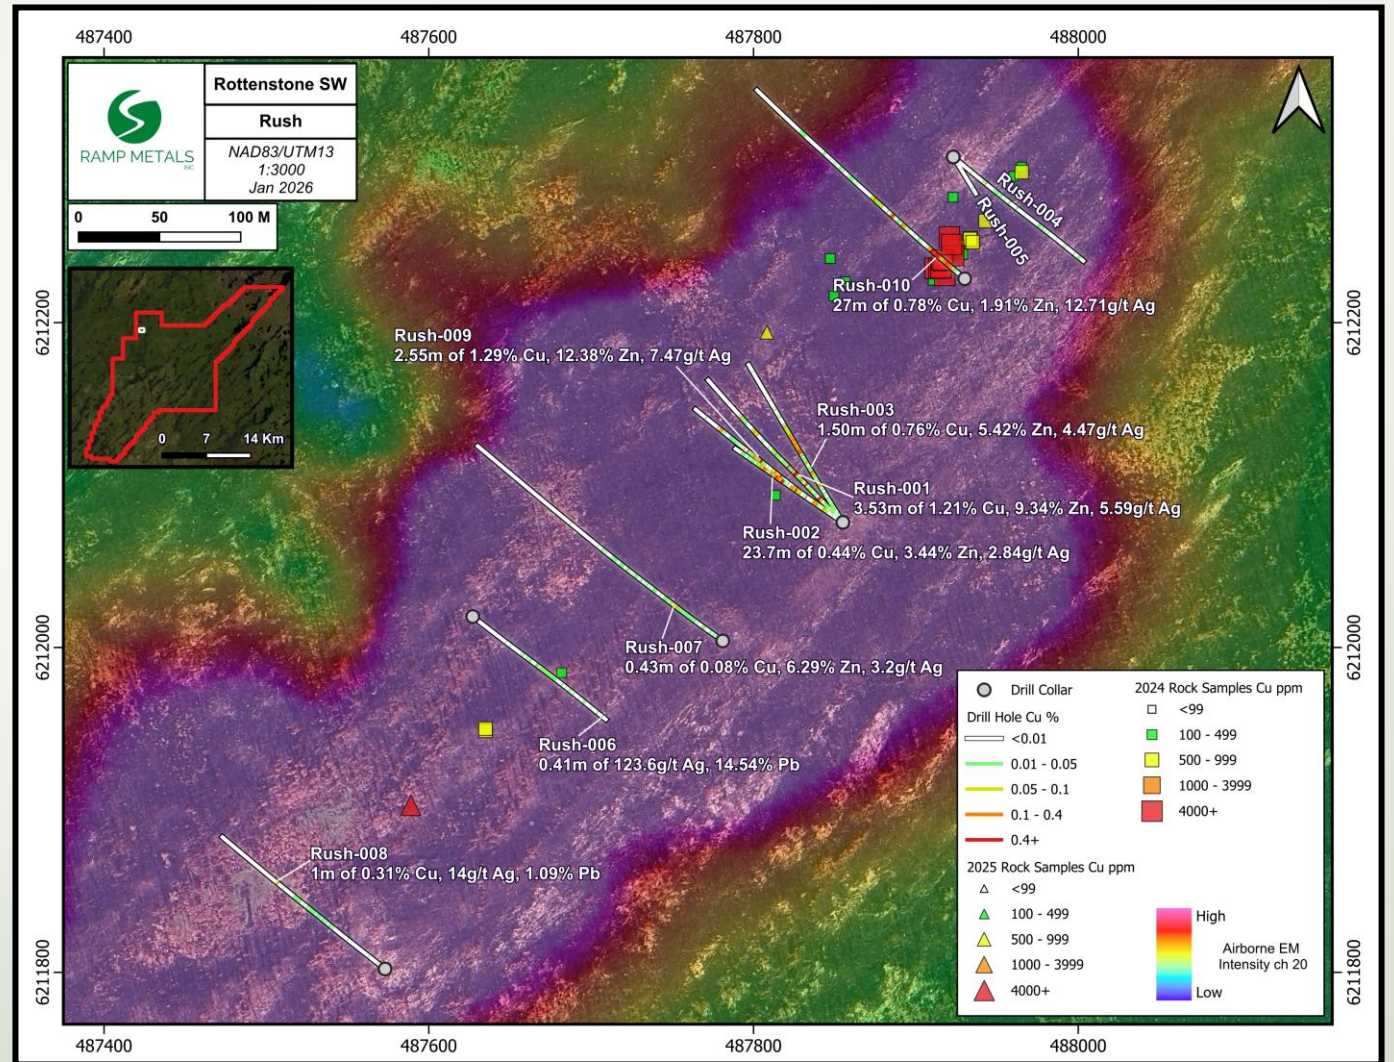 487400
487600
487800
488000
RAMP METALS
INC
Rottenstone SW
Rush
NAD83/UTM13
1:3000
Jan 2026
0 50 100 M
0 7 14 Km
6212200
6212000
6211800
6212200
6212000
6211800
Rush-004
Rush-005
Rush-010
27m of 0.78% Cu, 1.91% Zn, 12.71g/t Ag
Rush-009
2.55m of 1.29% Cu, 12.38% Zn, 7.47g/t Ag
Rush-003
1.50m of 0.76% Cu, 5.42% Zn, 4.47g/t Ag
Rush-001
3.53m of 1.21% Cu, 9.34% Zn, 5.59g/t Ag
Rush-002
23.7m of 0.44% Cu, 3.44% Zn, 2.84g/t Ag
Rush-007
0.43m of 0.08% Cu, 6.29% Zn, 3.2g/t Ag
Rush-006
0.41m of 123.6g/t Ag, 14.54% Pb
Rush-008
1m of 0.31% Cu, 14g/t Ag, 1.09% Pb
Drill Collar
Drill Hole Cu %
<0.01
0.01 - 0.05
0.05 - 0.1
0.1 - 0.4
0.4+
2024 Rock Samples Cu ppm
<99
100 - 499
500 - 999
1000 - 3999
4000+
2025 Rock Samples Cu ppm
<99
100 - 499
500 - 999
1000 - 3999
4000+
High
Airborne EM
Intensity ch 20
Low
487400
487600
487800
488000